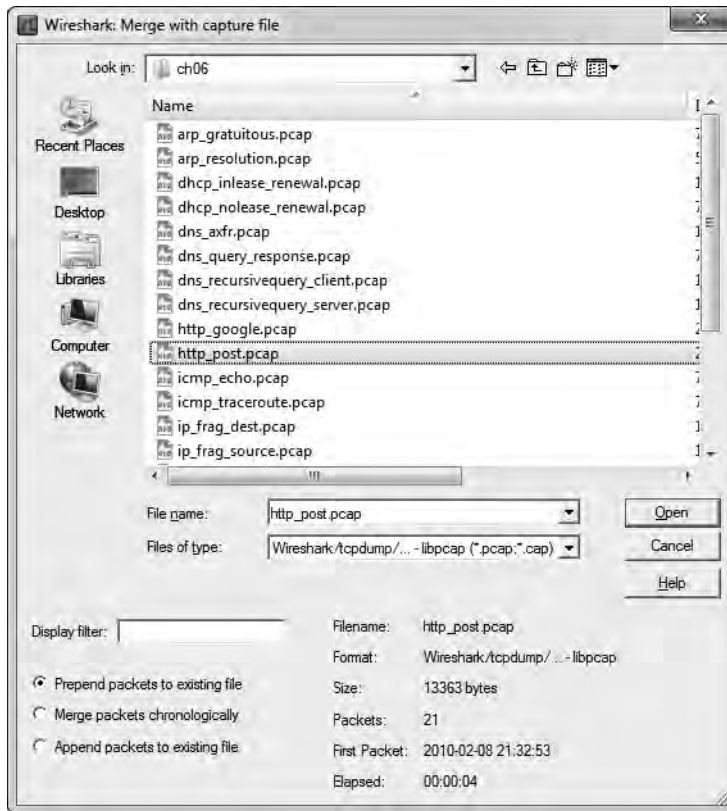 Wireshark: Merge with capture file
Look in: ch06
Name
Recent Places
Desktop
Libraries
Computer
Network
arp_gratuitous.pcap
arp_resolution.pcap
dhcp_inlease_renewal.pcap
dhcp_nolease_renewal.pcap
dns_axfr.pcap
dns_query_response.pcap
dns_recursivequery_client.pcap
dns_recursivequery_server.pcap
http_google.pcap
http_post.pcap
icmp_echo.pcap
icmp_traceroute.pcap
ip_frag_dest.pcap
ip_frag_source.pcap
File name: http_post.pcap
Files of type: Wireshark/tcpdump/... - libpcap (*.pcap;*.cap)
Open
Cancel
Help
Display filter:
Prepend packets to existing file
Merge packets chronologically
Append packets to existing file
Filename: http_post.pcap
Format: Wireshark/tcpdump/... - libpcap
Size: 13363 bytes
Packets: 21
First Packet: 2010-02-08 21:32:53
Elapsed: 00:00:04